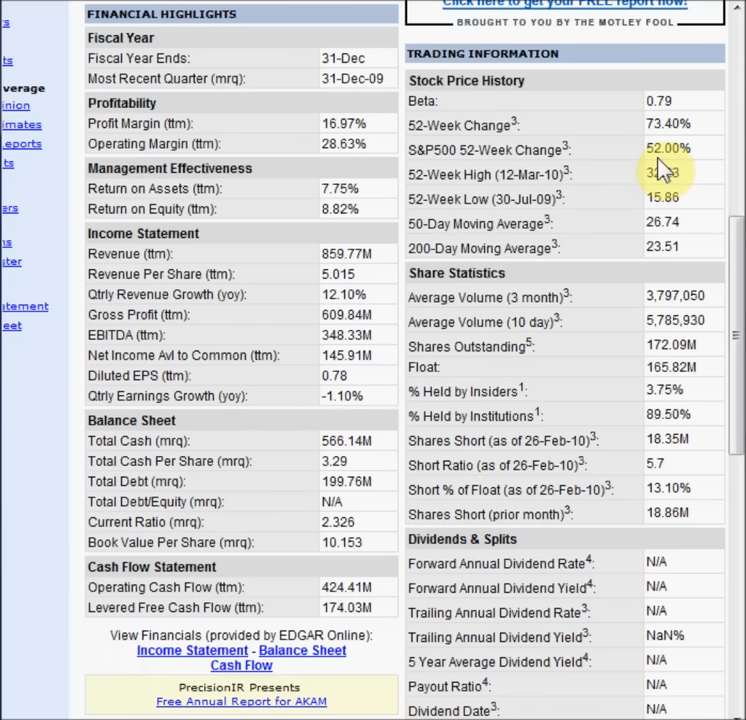 s
ts
verage
inion
imates
.eports
ts
ers
ns
ster
itement
eet
FINANCIAL HIGHLIGHTS
Fiscal Year
Fiscal Year Ends: 31-Dec
Most Recent Quarter (mrq): 31-Dec-09
Profitability
Profit Margin (ttm): 16.97%
Operating Margin (ttm): 28.63%
Management Effectiveness
Return on Assets (ttm): 7.75%
Return on Equity (ttm): 8.82%
Income Statement
Revenue (ttm): 859.77M
Revenue Per Share (ttm): 5.015
Qtrly Revenue Growth (yoy): 12.10%
Gross Profit (ttm): 609.84M
EBITDA (ttm): 348.33M
Net Income Avl to Common (ttm): 145.91M
Diluted EPS (ttm): 0.78
Qtrly Earnings Growth (yoy): -1.10%
Balance Sheet
Total Cash (mrq): 566.14M
Total Cash Per Share (mrq): 3.29
Total Debt (mrq): 199.76M
Total Debt/Equity (mrq): N/A
Current Ratio (mrq): 2.326
Book Value Per Share (mrq): 10.153
Cash Flow Statement
Operating Cash Flow (ttm): 424.41M
Levered Free Cash Flow (ttm): 174.03M
View Financials (provided by EDGAR Online):
Income Statement - Balance Sheet
Cash Flow
PrecisionIR Presents
Free Annual Report for AKAM
Click here to get your FREE report now!
BROUGHT TO YOU BY THE MOTLEY FOOL
TRADING INFORMATION
Stock Price History
Beta: 0.79
52-Week Change3: 73.40%
S&P500 52-Week Change3: 52.00%
52-Week High (12-Mar-10)3:
52-Week Low (30-Jul-09)3: 15.86
50-Day Moving Average3: 26.74
200-Day Moving Average3: 23.51
Share Statistics
Average Volume (3 month)3: 3,797,050
Average Volume (10 day)3: 5,785,930
Shares Outstanding5: 172.09M
Float: 165.82M
% Held by Insiders1: 3.75%
% Held by Institutions1: 89.50%
Shares Short (as of 26-Feb-10)3: 18.35M
Short Ratio (as of 26-Feb-10)3: 5.7
Short % of Float (as of 26-Feb-10)3: 13.10%
Shares Short (prior month)3: 18.86M
Dividends & Splits
Forward Annual Dividend Rate4: N/A
Forward Annual Dividend Yield4: N/A
Trailing Annual Dividend Rate3: N/A
Trailing Annual Dividend Yield3: NaN%
5 Year Average Dividend Yield4: N/A
Payout Ratio4: N/A
Dividend Date3: N/A